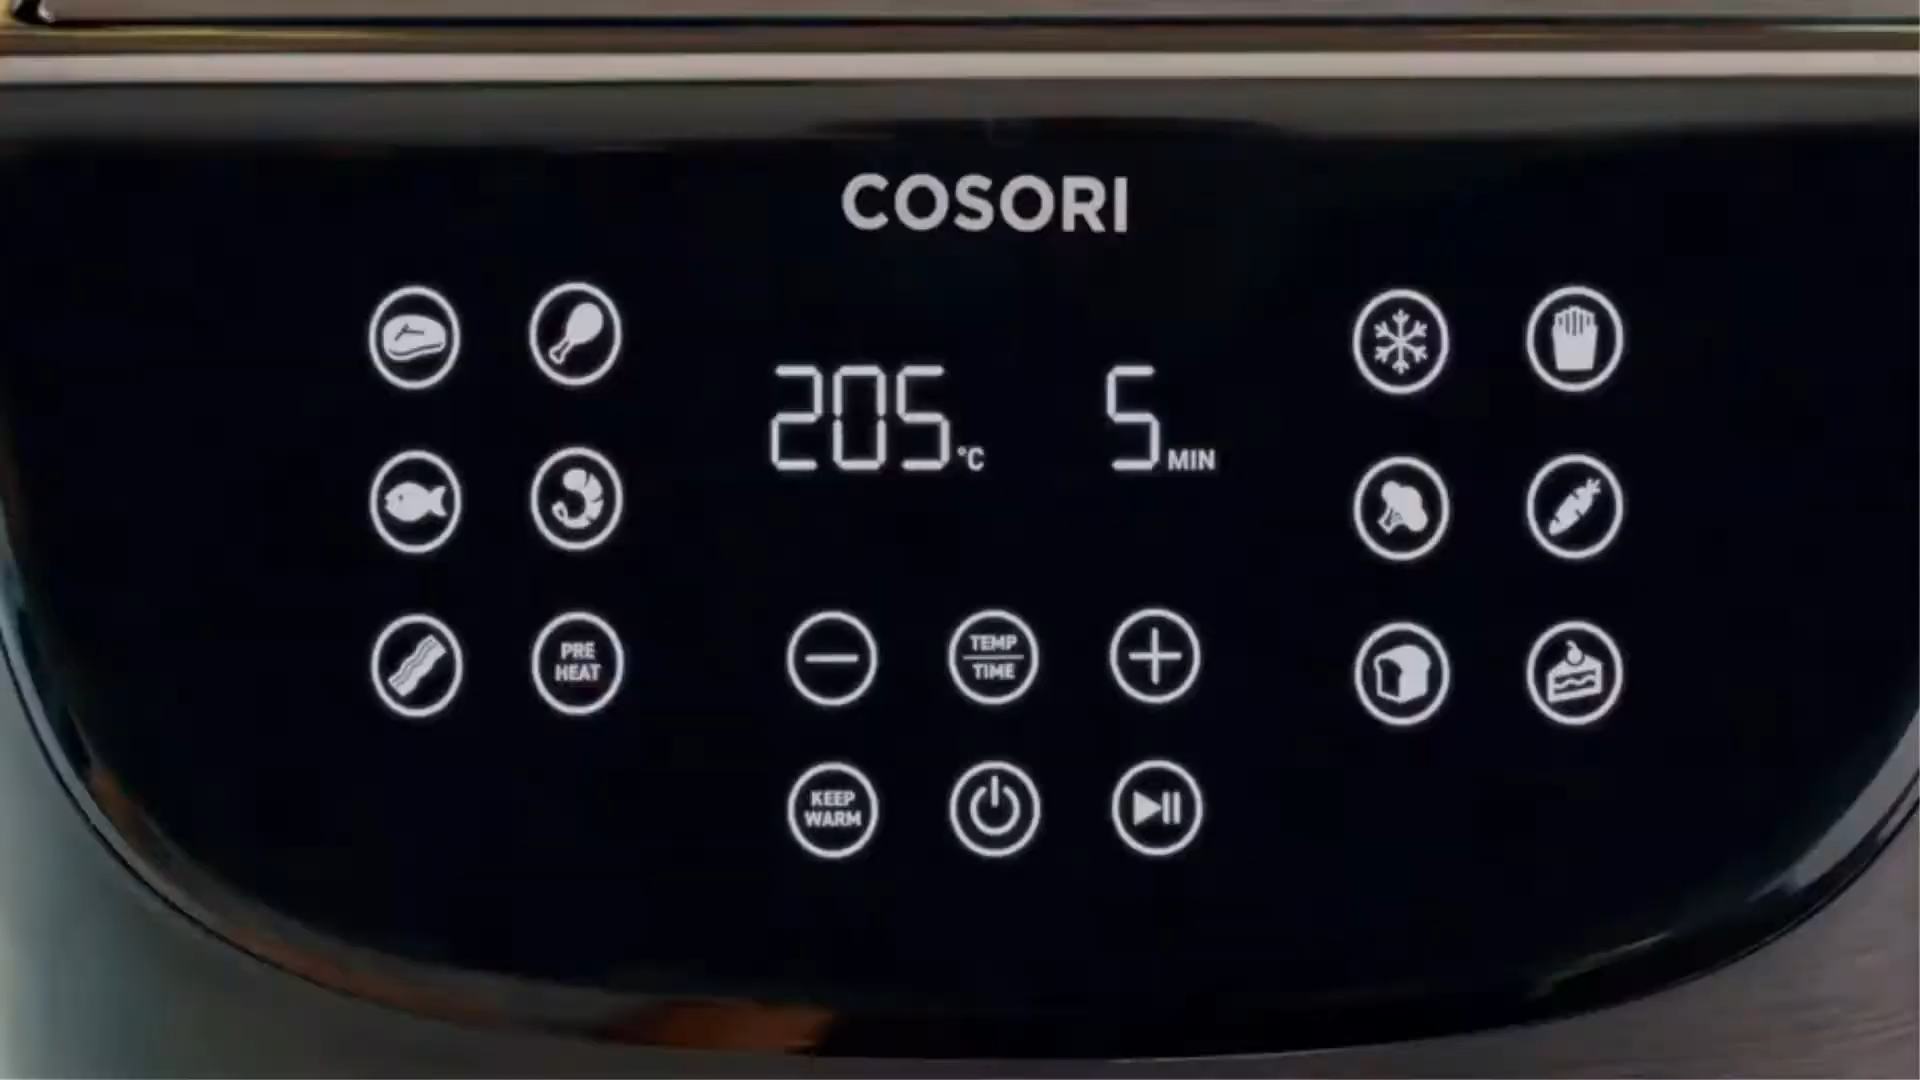 COSORI
205 °C 5 MIN
PRE
HEAT
TEMP
TIME
KEEP
WARM